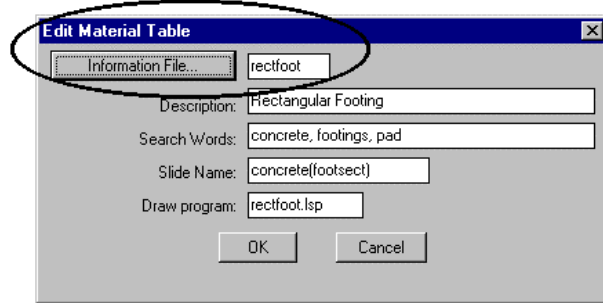 Edit Material Table
Information File... rectfoot
Description: Rectangular Footing
Search Words: concrete, footings, pad
Slide Name: concrete(footsect)
Draw program: rectfoot.lsp
OK Cancel